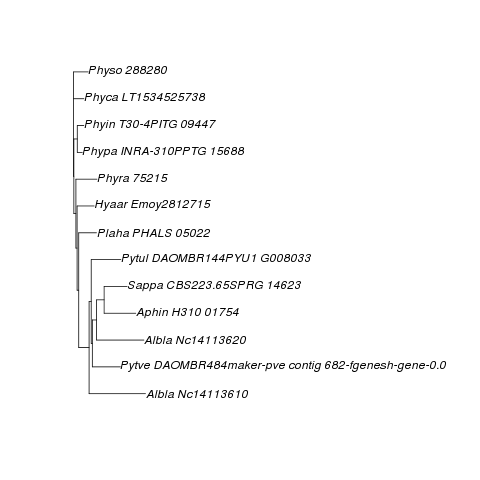 Physo 288280
Phyca LT1534525738
Phyin T30-4PITG 09447
Phypa INRA-310PPTG 15688
Phyra 75215
Hyaar Emoy2812715
Plaha PHALS 05022
Pytul DAOMBR144PYU1 G008033
Sappa CBS223.65SPRG 14623
Aphin H310 01754
Albla Nc14113620
Pytve DAOMBR484maker-pve contig 682-fgenesh-gene-0.0
Albla Nc14113610